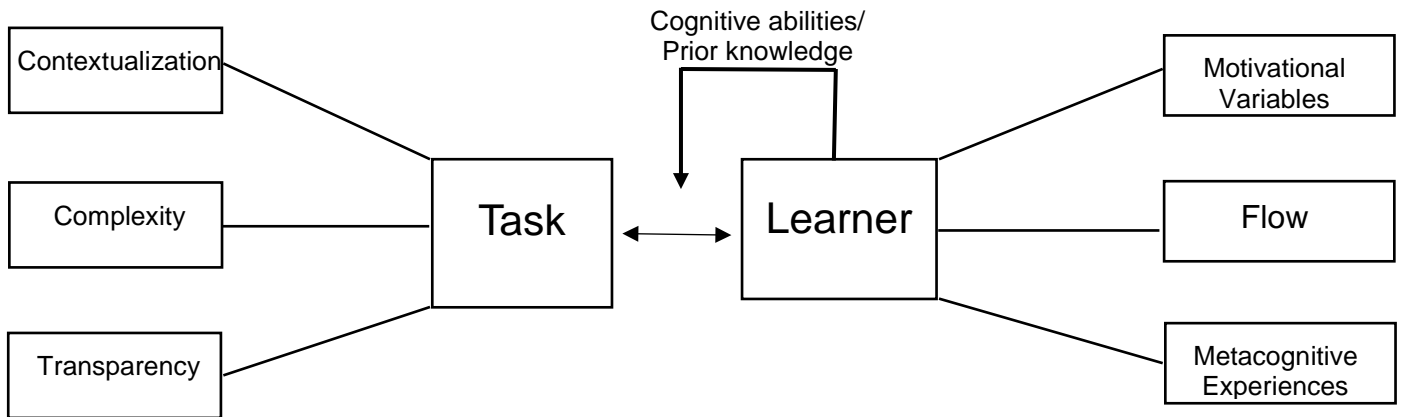 Cognitive abilities/
Prior knowledge
Contextualization
Complexity
Transparency
Task
Learner
Motivational
Variables
Flow
Metacognitive
Experiences